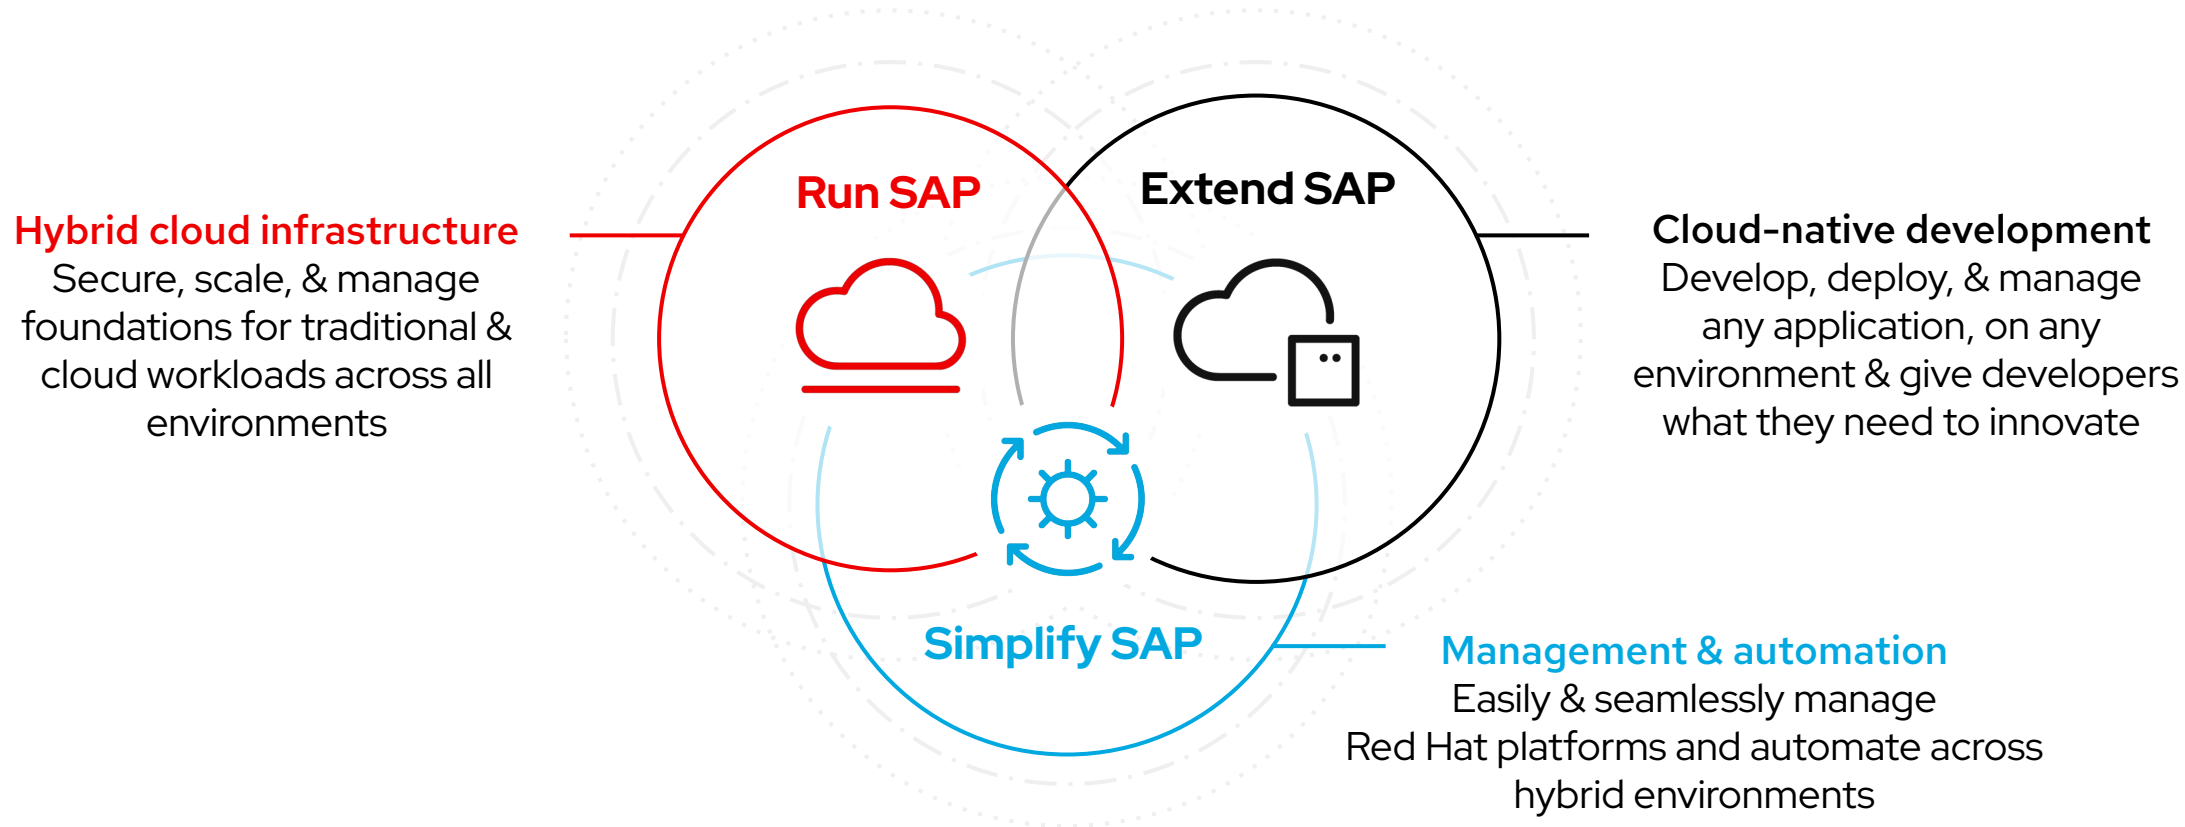 Run SAP
Extend SAP
Hybrid cloud infrastructure
Secure, scale, & manage
foundations for traditional &
cloud workloads across all
environments
Cloud-native development
Develop, deploy, & manage
any application, on any
environment & give developers
what they need to innovate
Simplify SAP
Management & automation
Easily & seamlessly manage
Red Hat platforms and automate across
hybrid environments